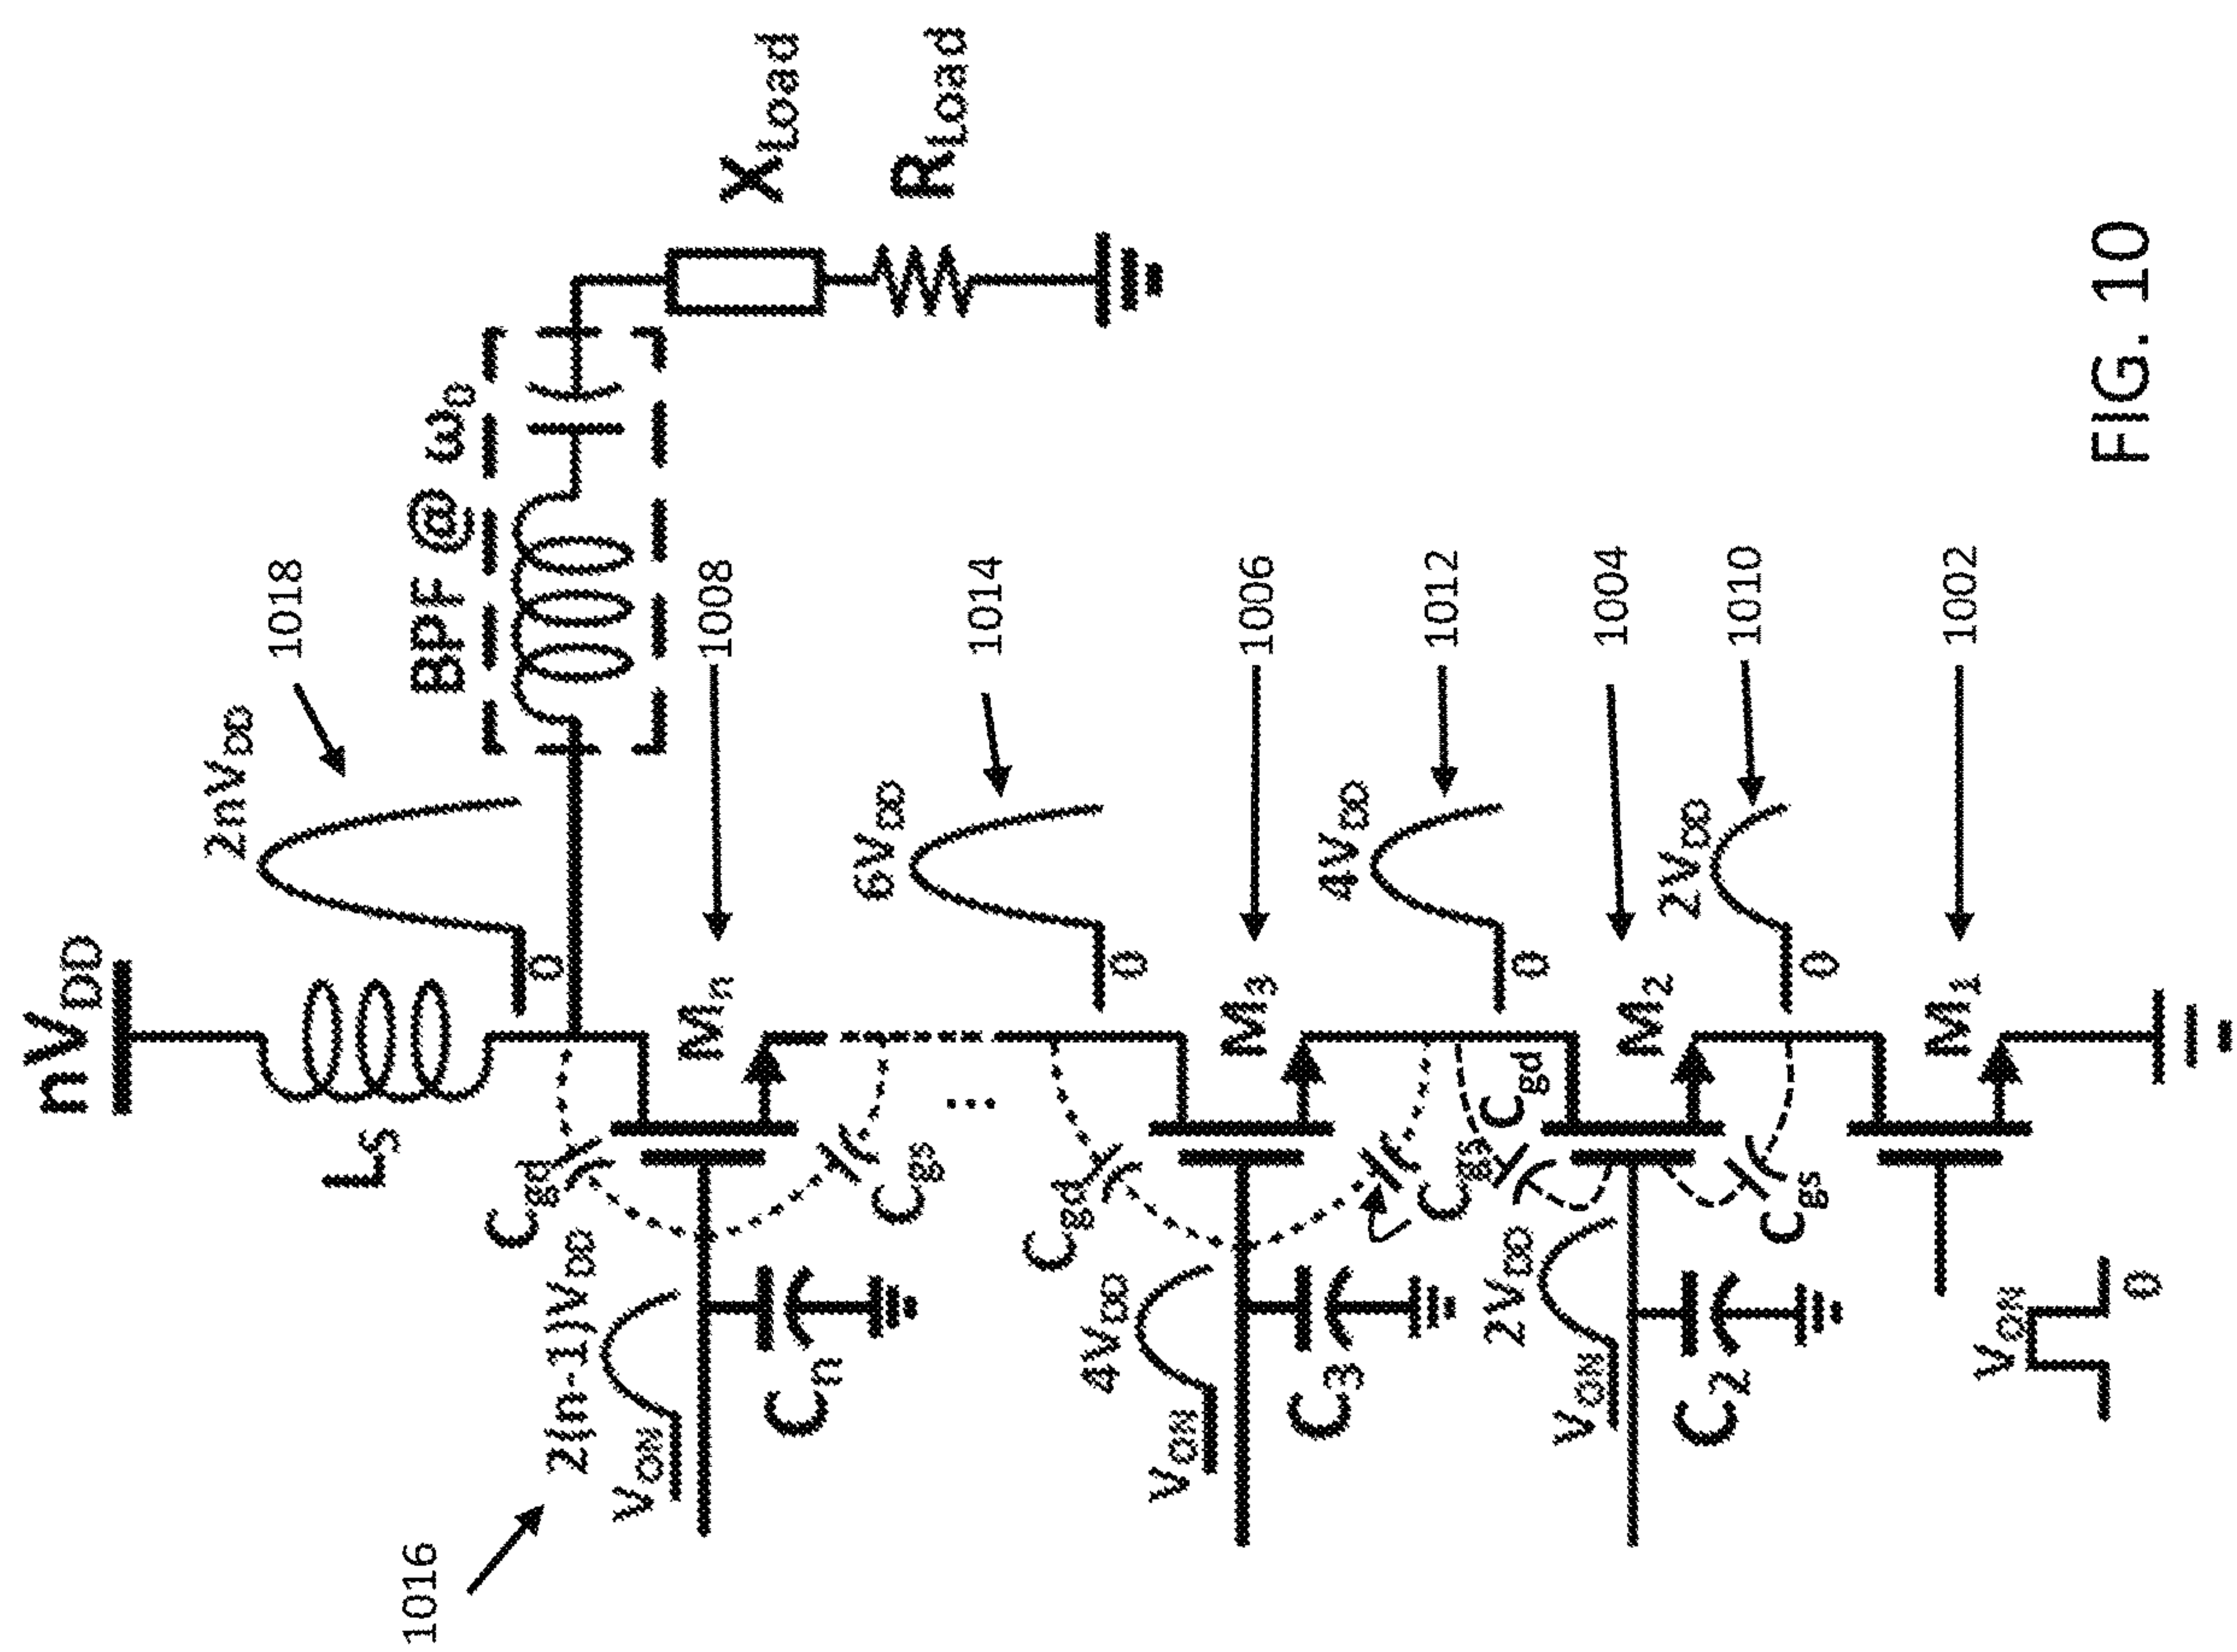 nV_DD
L_S
2nV_DD
1018
0
BPF @ ω_0
X_Load
R_Load
1016
2(n-1)V_DD
V_ON
C_gd
M_n
1008
C_n
C_gs
⋮
6V_DD
1014
0
C_gd
4V_DD
V_ON
M_3
1006
C_3
C_gs
4V_DD
1012
0
C_gd
2V_DD
V_ON
M_2
1004
C_2
C_gs
2V_DD
1010
0
M_1
1002
V_ON
0
FIG. 10